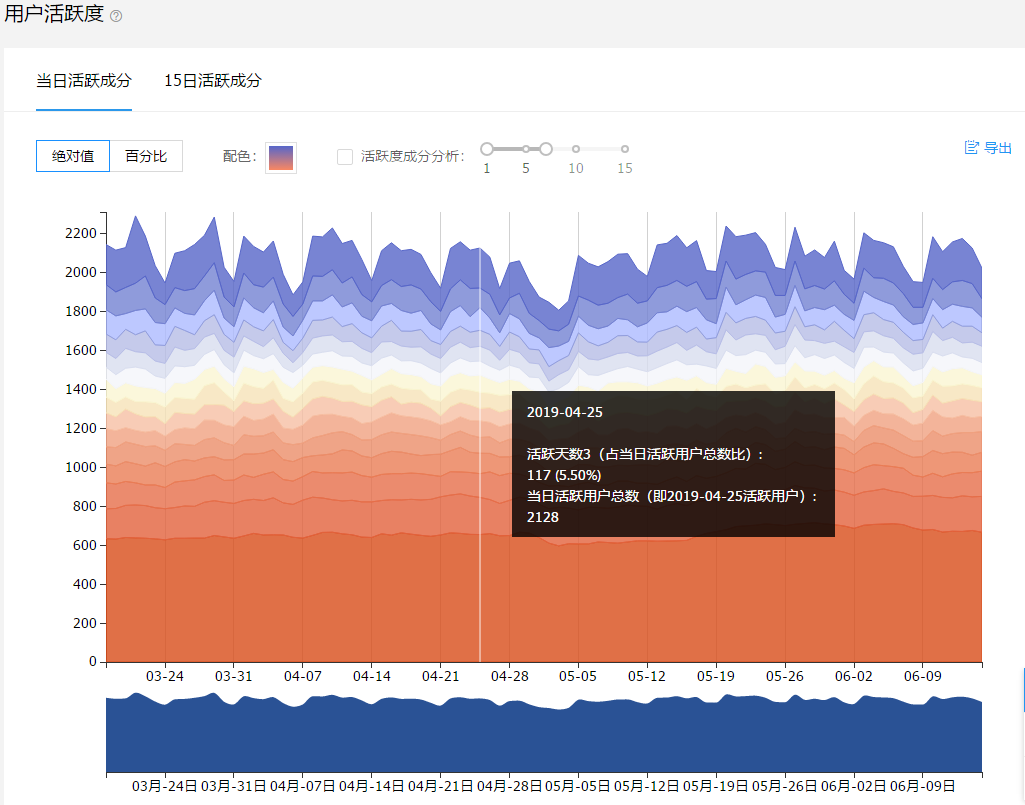 用户活跃度 ?
当日活跃成分 15日活跃成分
绝对值 百分比 配色： 活跃度成分分析： 导出
1 5 10 15
2200
2000
1800
1600
1400
1200
1000
800
600
400
200
0
2019-04-25
活跃天数3（占当日活跃用户总数比）：
117 (5.50%)
当日活跃用户总数（即2019-04-25活跃用户）：
2128
03-24 03-31 04-07 04-14 04-21 04-28 05-05 05-12 05-19 05-26 06-02 06-09
03月-24日 03月-31日 04月-07日 04月-14日 04月-21日 04月-28日 05月-05日 05月-12日 05月-19日 05月-26日 06月-02日 06月-09日